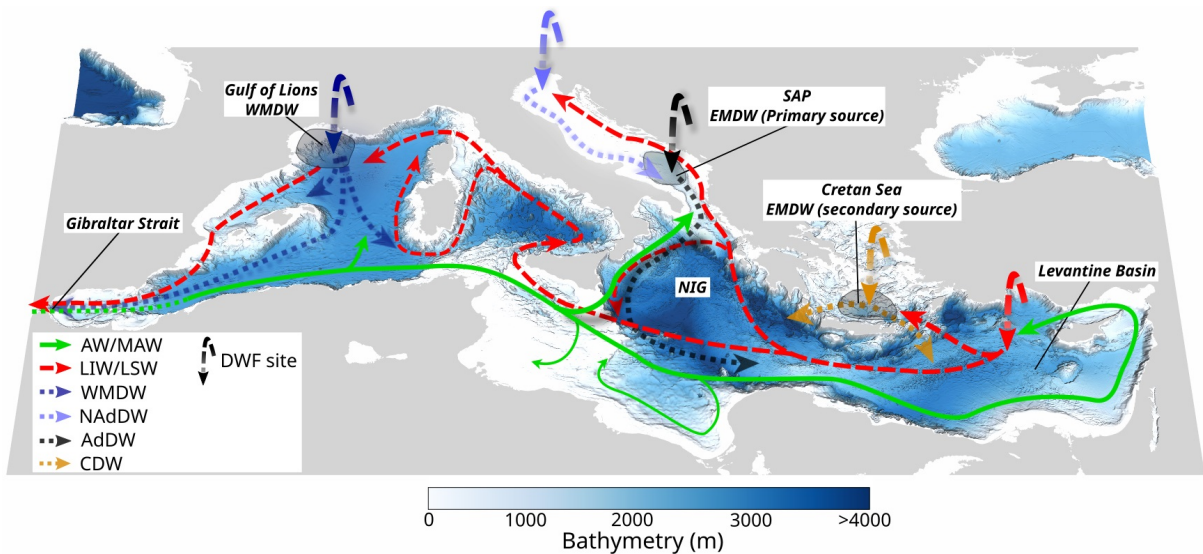 Gulf of Lions
WMDW
SAP
EMDW (Primary source)
Cretan Sea
EMDW (secondary source)
Gibraltar Strait
Levantine Basin
NIG
AW/MAW
LIW/LSW
WMDW
NAdDW
AdDW
CDW
DWF site
0 1000 2000 3000 >4000
Bathymetry (m)